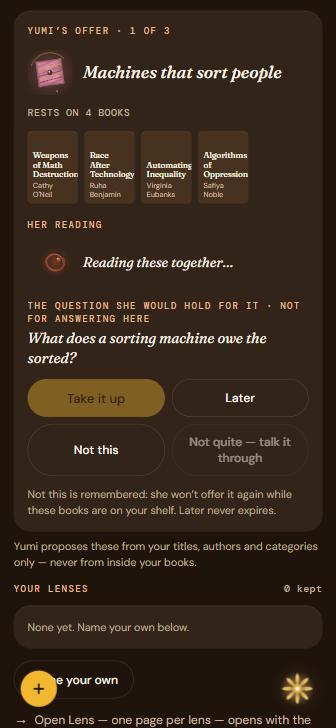 YUMI'S OFFER · 1 OF 3
Machines that sort people
RESTS ON 4 BOOKS
Weapons
of Math
Destruction
Cathy
O'Neil
Race
After
Technology
Ruha
Benjamin
Automating
Inequality
Virginia
Eubanks
Algorithms
of
Oppression
Safiya
Noble
HER READING
Reading these together…
THE QUESTION SHE WOULD HOLD FOR IT · NOT
FOR ANSWERING HERE
What does a sorting machine owe the
sorted?
Take it up
Later
Not this
Not quite — talk it
through
Not this is remembered: she won't offer it again while
these books are on your shelf. Later never expires.
Yumi proposes these from your titles, authors and categories
only — never from inside your books.
YOUR LENSES
0 kept
None yet. Name your own below.
+
e your own
→ Open Lens — one page per lens — opens with the